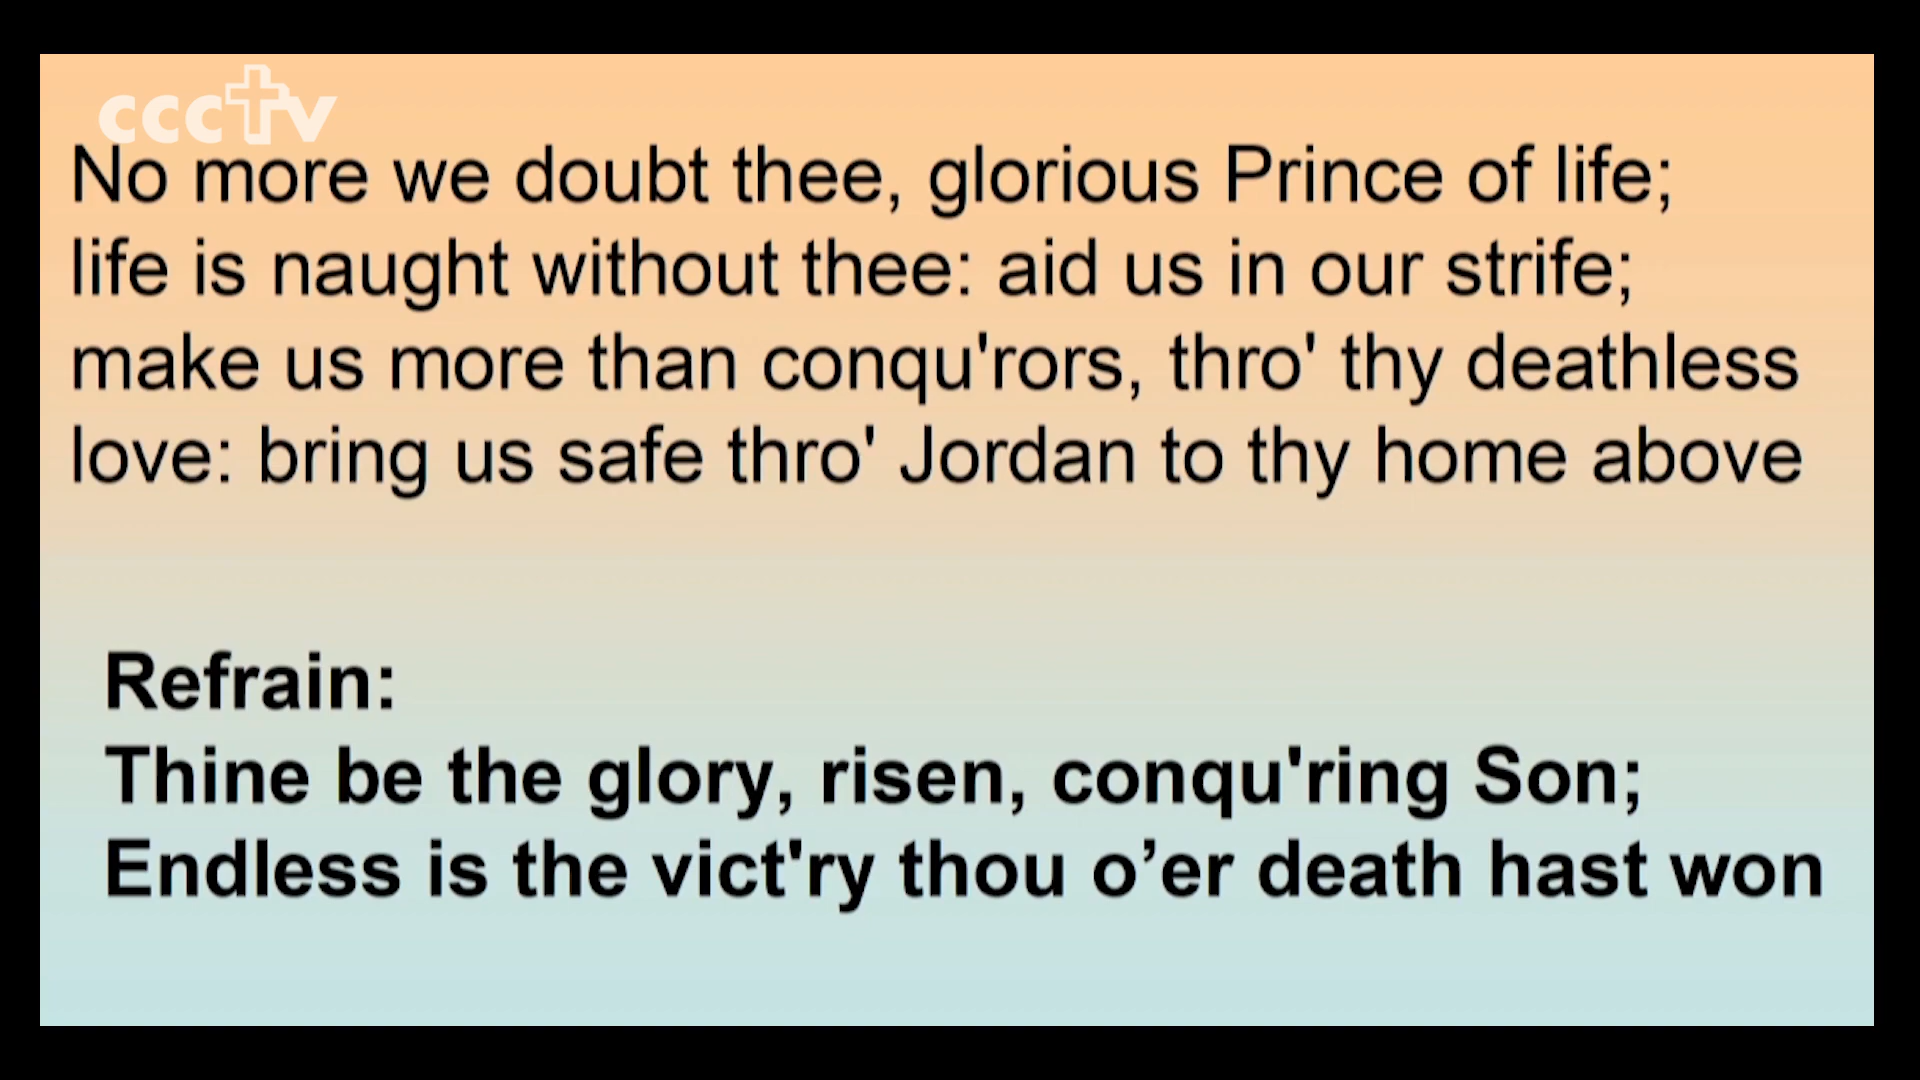 ccctv
No more we doubt thee, glorious Prince of life;
life is naught without thee: aid us in our strife;
make us more than conqu'rors, thro' thy deathless
love: bring us safe thro' Jordan to thy home above
Refrain:
Thine be the glory, risen, conqu'ring Son;
Endless is the vict'ry thou o’er death hast won